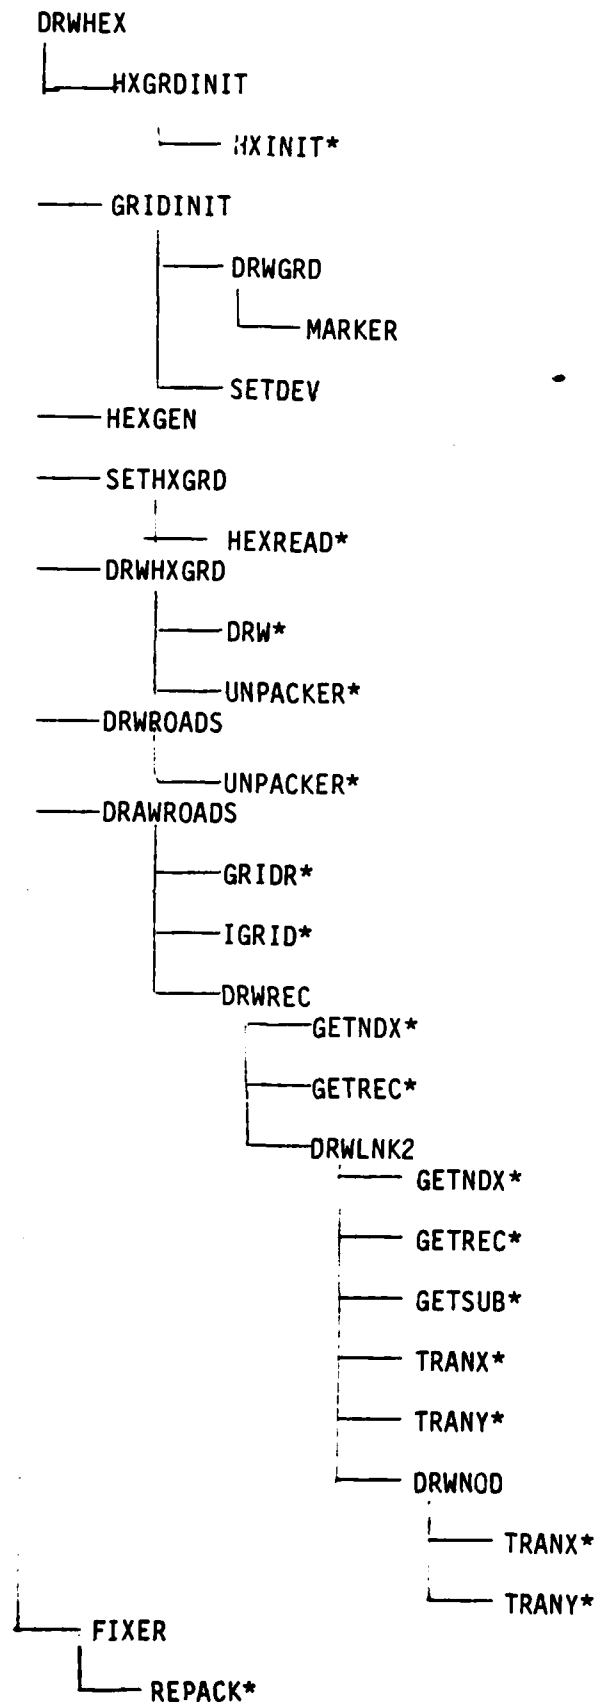 DRWHEX
HXGRDINIT
HXINIT*
GRIDINIT
DRWGRD
MARKER
SETDEV
HEXGEN
SETHXGRD
HEXREAD*
DRWHXGRD
DRW*
UNPACKER*
DRWROADS
UNPACKER*
DRAWROADS
GRIDR*
IGRID*
DRWREC
GETNDX*
GETREC*
DRWLNK2
GETNDX*
GETREC*
GETSUB*
TRANX*
TRANY*
DRWNOD
TRANX*
TRANY*
FIXER
REPACK*